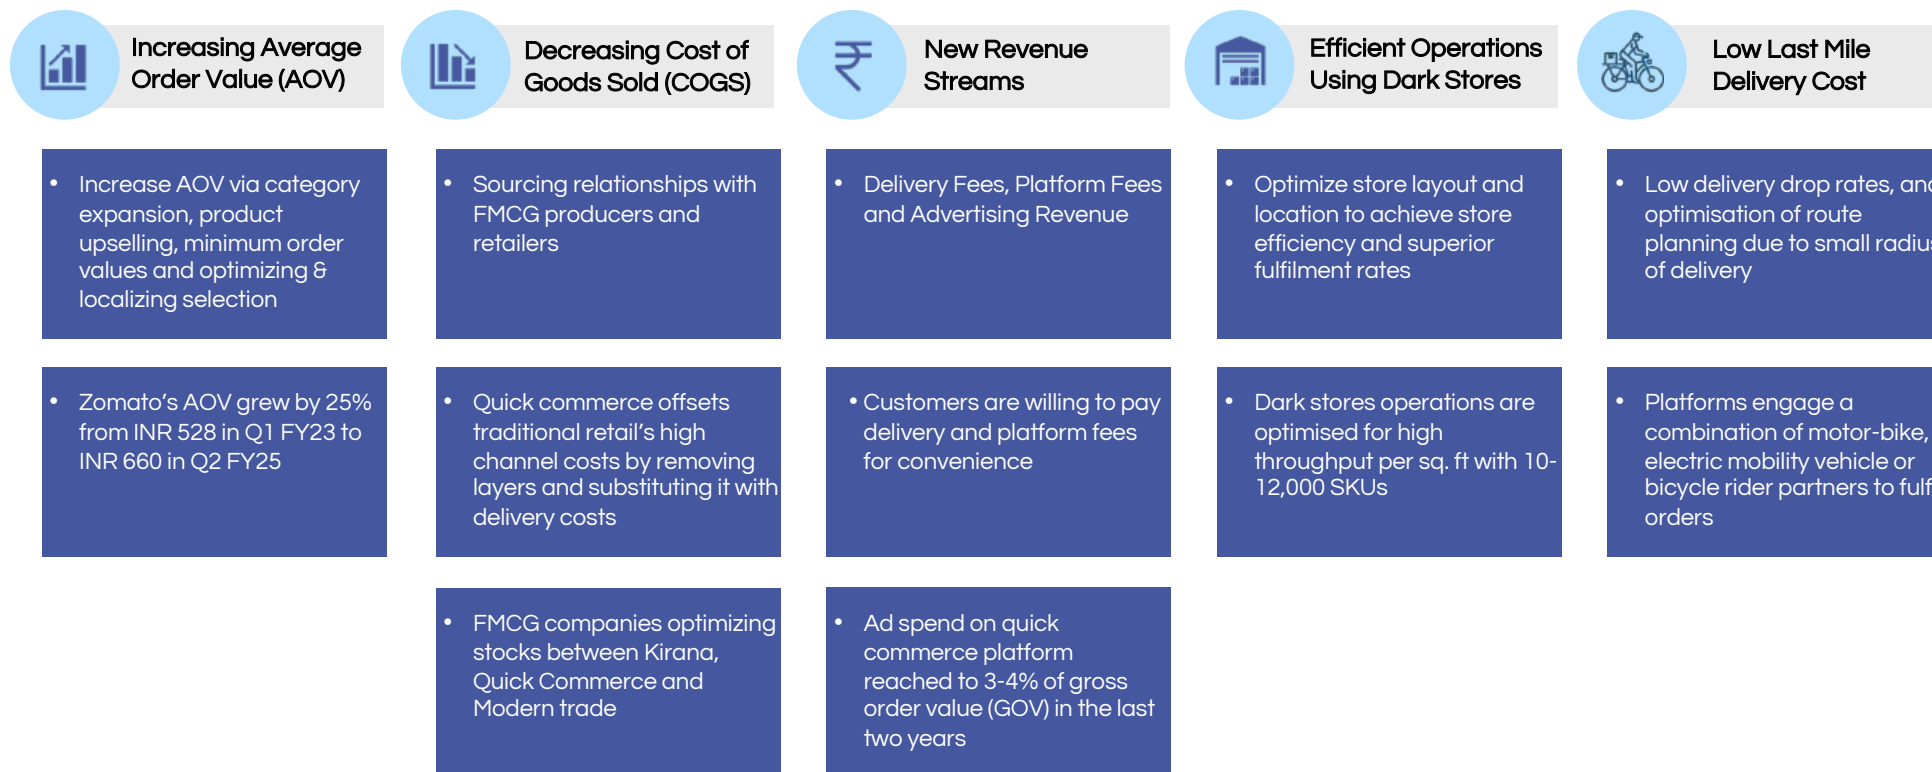 Increasing Average
Order Value (AOV)
Decreasing Cost of
Goods Sold (COGS)
New Revenue
Streams
Efficient Operations
Using Dark Stores
Low Last Mile
Delivery Cost
• Increase AOV via category
expansion, product
upselling, minimum order
values and optimizing &
localizing selection
• Sourcing relationships with
FMCG producers and
retailers
• Delivery Fees, Platform Fees
and Advertising Revenue
• Optimize store layout and
location to achieve store
efficiency and superior
fulfilment rates
• Low delivery drop rates,
optimisation of route
planning due to small
of delivery
• Zomato’s AOV grew by 25%
from INR 528 in Q1 FY23 to
INR 660 in Q2 FY25
• Quick commerce offsets
traditional retail’s high
channel costs by removing
layers and substituting it with
delivery costs
• Customers are willing to pay
delivery and platform fees
for convenience
• Dark stores operations are
optimised for high
throughput per sq. ft with 10-
12,000 SKUs
• Platforms engage a
combination of motor-bike,
electric mobility vehicle or
bicycle rider partners to
orders
• FMCG companies optimizing
stocks between Kirana,
Quick Commerce and
Modern trade
• Ad spend on quick
commerce platform
reached to 3-4% of gross
order value (GOV) in the last
two years